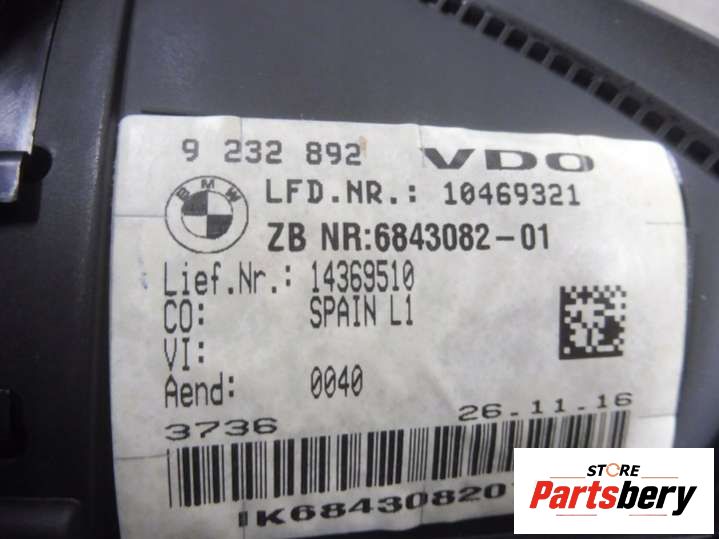 9 232 892 VDO
BMW
LFD.NR.: 10469321
ZB NR:6843082-01
Lief.Nr.: 14369510
CO: SPAIN L1
VI:
Aend: 0040
3736 26.11.16
IK684308201
STORE
Partsbery